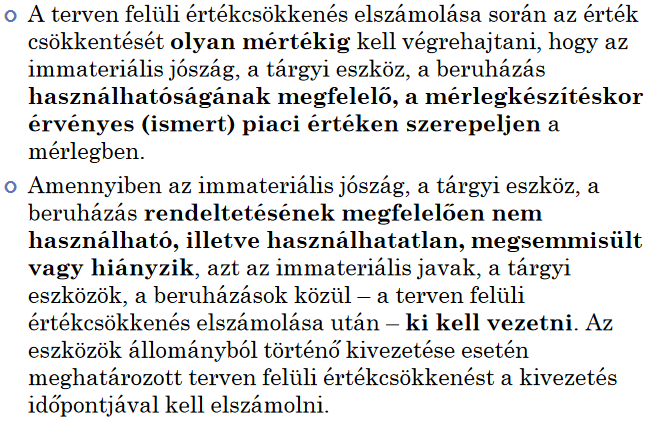 A terven felüli értékcsökkenés elszámolása során az érték
csökkentését olyan mértékig kell végrehajtani, hogy az
immateriális jószág, a tárgyi eszköz, a beruházás
használhatóságának megfelelő, a mérlegkészítéskor
érvényes (ismert) piaci értéken szerepeljen a
mérlegben.
Amennyiben az immateriális jószág, a tárgyi eszköz, a
beruházás rendeltetésének megfelelően nem
használható, illetve használhatatlan, megsemmisült
vagy hiányzik, azt az immateriális javak, a tárgyi
eszközök, a beruházások közül – a terven felüli
értékcsökkenés elszámolása után – ki kell vezetni. Az
eszközök állományból történő kivezetése esetén
meghatározott terven felüli értékcsökkenést a kivezetés
időpontjával kell elszámolni.